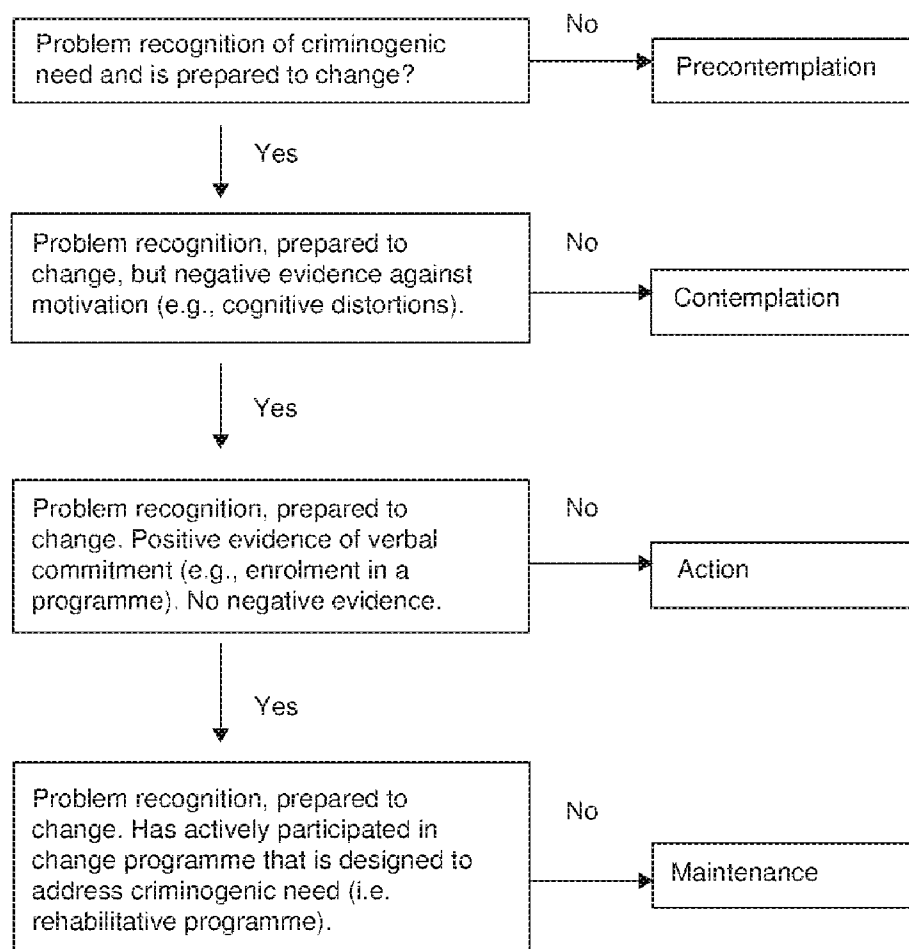 Problem recognition of criminogenic
need and is prepared to change?
No
Precontemplation
Yes
Problem recognition, prepared to
change, but negative evidence against
motivation (e.g., cognitive distortions).
No
Contemplation
Yes
Problem recognition, prepared to
change. Positive evidence of verbal
commitment (e.g., enrolment in a
programme). No negative evidence.
No
Action
Yes
Problem recognition, prepared to
change. Has actively participated in
change programme that is designed to
address criminogenic need (i.e.
rehabilitative programme).
No
Maintenance